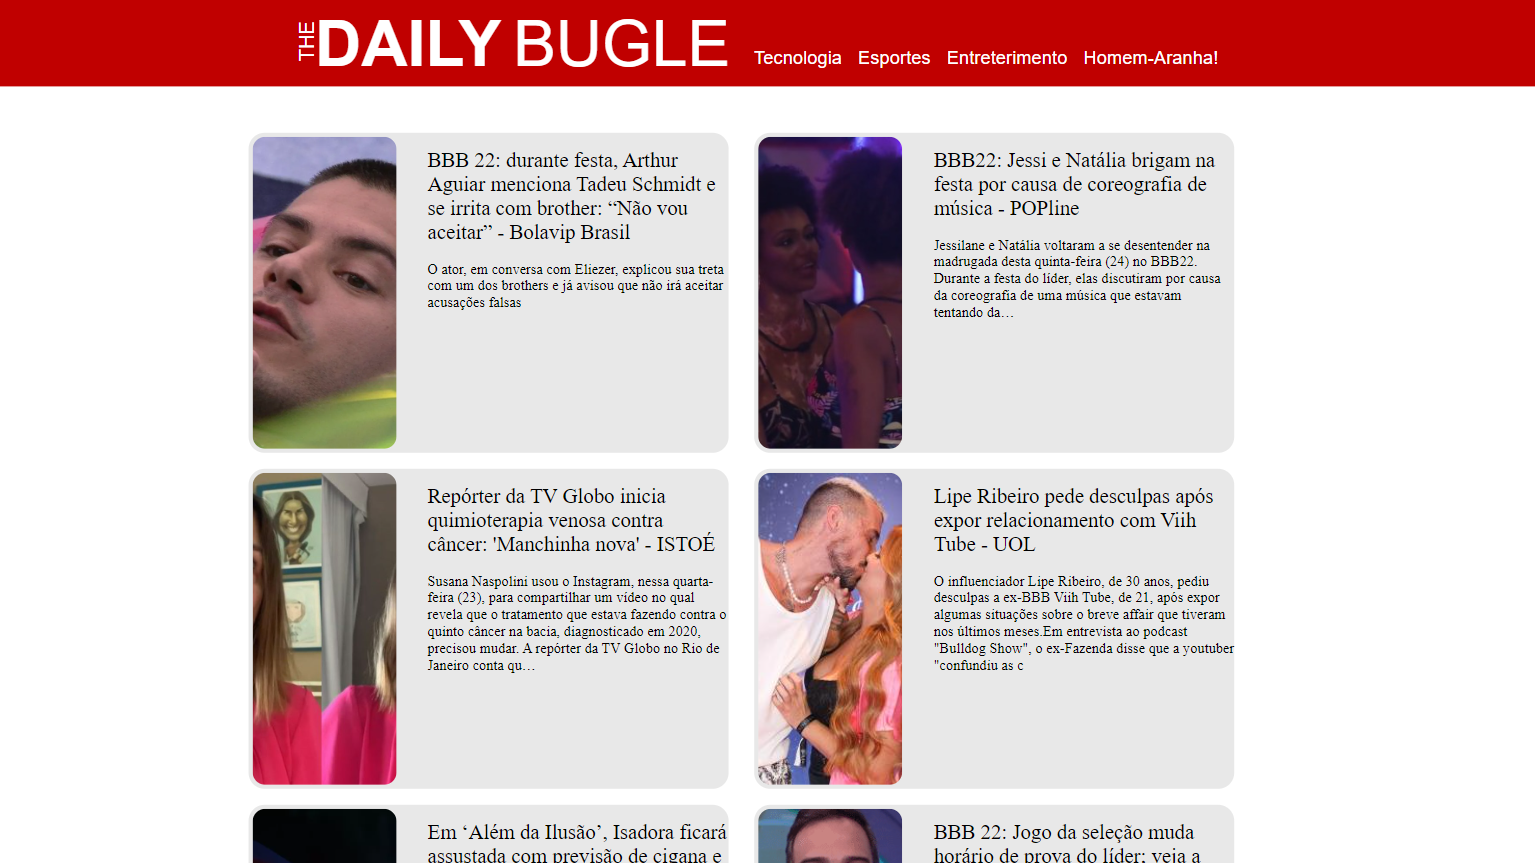 THE DAILY BUGLE
Tecnologia Esportes Entreterimento Homem-Aranha!
BBB 22: durante festa, Arthur
Aguiar menciona Tadeu Schmidt e
se irrita com brother: “Não vou
aceitar” - Bolavip Brasil
O ator, em conversa com Eliezer, explicou sua treta
com um dos brothers e já avisou que não irá aceitar
acusações falsas
BBB22: Jessi e Natália brigam na
festa por causa de coreografia de
música - POPline
Jessilane e Natália voltaram a se desentender na
madrugada desta quinta-feira (24) no BBB22.
Durante a festa do líder, elas discutiram por causa
da coreografia de uma música que estavam
tentando da…
Repórter da TV Globo inicia
quimioterapia venosa contra
câncer: 'Manchinha nova' - ISTOÉ
Susana Naspolini usou o Instagram, nessa quarta-
feira (23), para compartilhar um vídeo no qual
revela que o tratamento que estava fazendo contra o
quinto câncer na bacia, diagnosticado em 2020,
precisou mudar. A repórter da TV Globo no Rio de
Janeiro conta qu…
Lipe Ribeiro pede desculpas após
expor relacionamento com Viih
Tube - UOL
O influenciador Lipe Ribeiro, de 30 anos, pediu
desculpas a ex-BBB Viih Tube, de 21, após expor
algumas situações sobre o breve affair que tiveram
nos últimos meses.Em entrevista ao podcast
"Bulldog Show", o ex-Fazenda disse que a youtuber
"confundiu as c
Em ‘Além da Ilusão’, Isadora ficará
assustada com previsão de cigana e
BBB 22: Jogo da seleção muda
horário de prova do líder; veja a